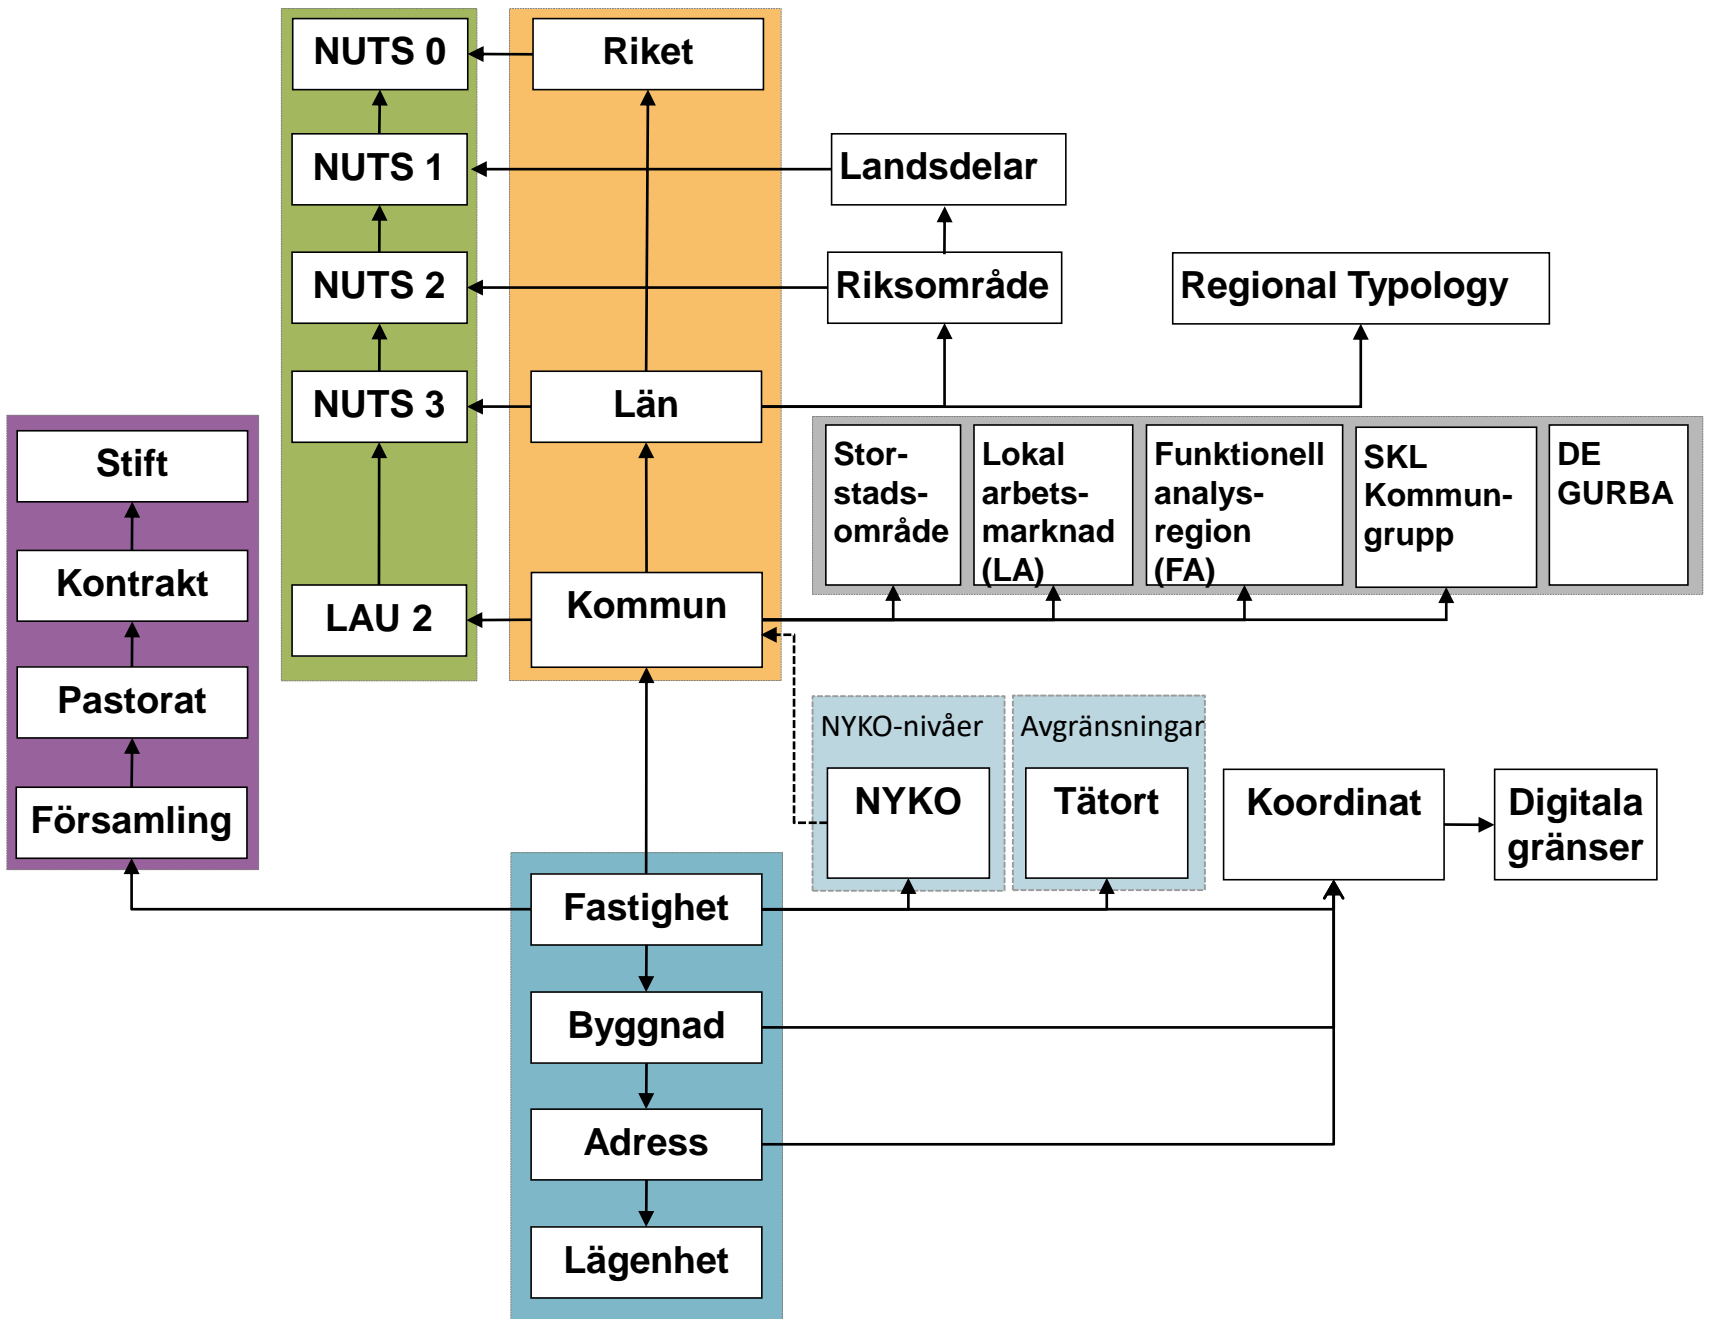 NUTS 0
Riket
NUTS 1
Landsdelar
NUTS 2
Riksområde
Regional Typology
NUTS 3
Län
Stift
Kontrakt
Pastorat
Församling
LAU 2
Kommun
Stor-
stads-
område
Lokal
arbets-
marknad
(LA)
Funktionell
analys-
region
(FA)
SKL
Kommun-
grupp
DE
GURBA
NYKO-nivåer
NYKO
Avgränsningar
Tätort
Koordinat
Digitala
gränser
Fastighet
Byggnad
Adress
Lägenhet